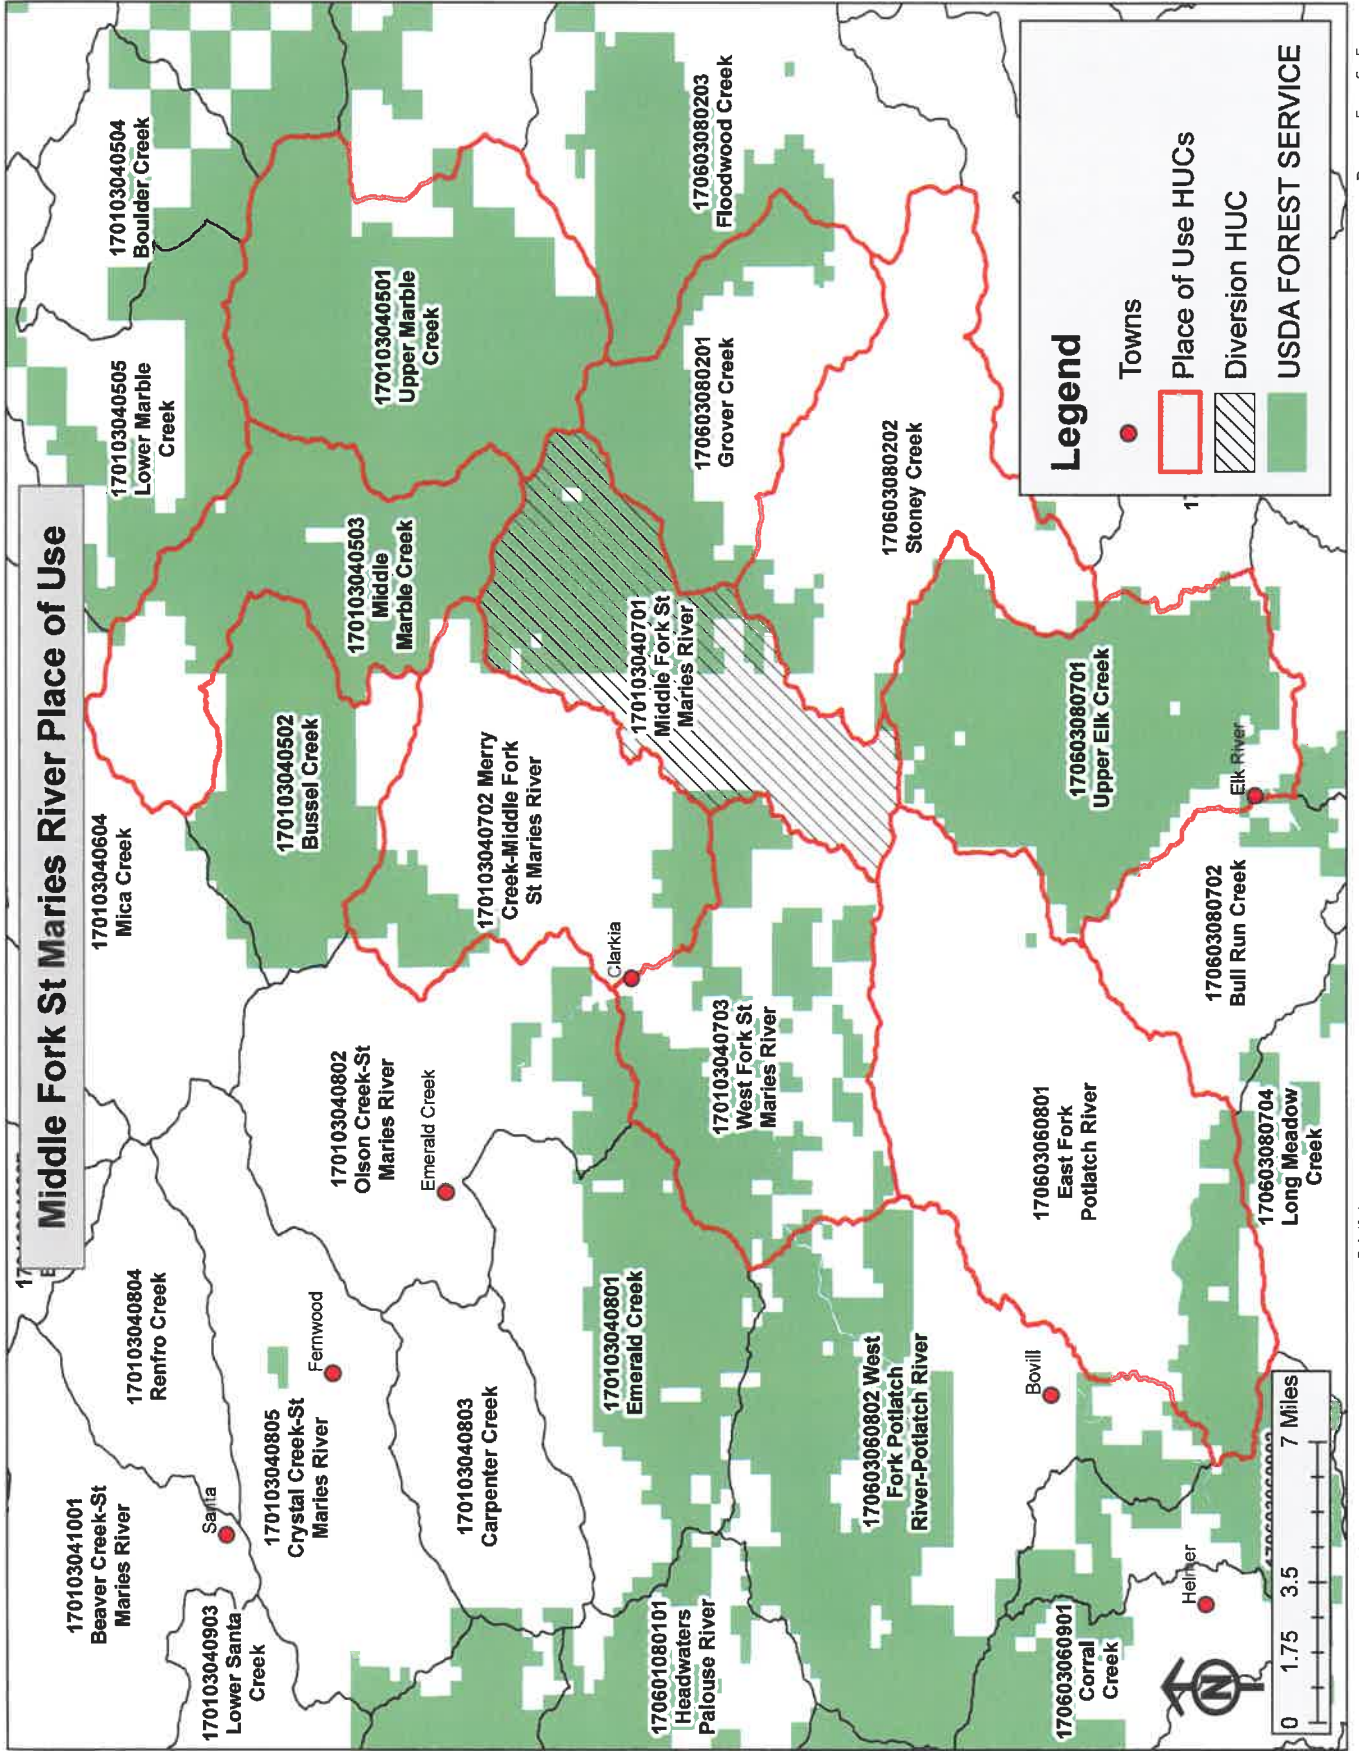 Middle Fork St Maries River Place of Use
170103041001
Beaver Creek-St
Maries River
170103040804
Renfro Creek
170103040604
Mica Creek
170103040505
Lower Marble
Creek
170103040504
Boulder Creek
170103040903
Lower Santa
Creek
Santa
170103040805
Crystal Creek-St
Maries River
Fernwood
170103040802
Olson Creek-St
Maries River
Emerald Creek
170103040502
Bussel Creek
170103040503
Middle
Marble Creek
170103040501
Upper Marble
Creek
170103040803
Carpenter Creek
170103040702 Merry
Creek-Middle Fork
St Maries River
Clarkia
170103040801
Emerald Creek
170103040701
Middle Fork St
Maries River
170603080201
Grover Creek
170603080203
Floodwood Creek
170601080101
Headwaters
Palouse River
170103040703
West Fork St
Maries River
170603060802 West
Fork Potlatch
River-Potlatch River
170603080202
Stoney Creek
Bovill
170603060801
East Fork
Potlatch River
170603080701
Upper Elk Creek
Elk River
170603060901
Corral
Creek
Helmer
170603080702
Bull Run Creek
170603080704
Long Meadow
Creek
Legend
Towns
Place of Use HUCs
Diversion HUC
USDA FOREST SERVICE
N
0 1.75 3.5 7 Miles